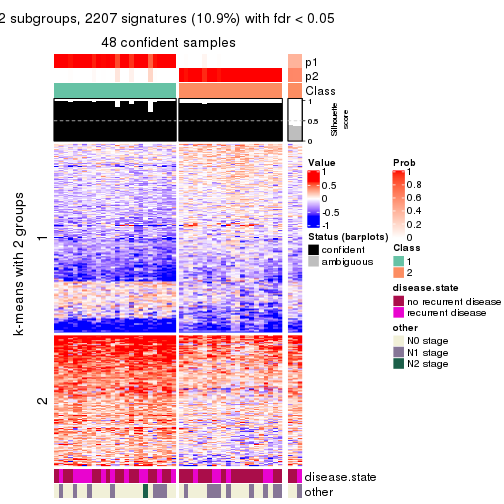 2 subgroups, 2207 signatures (10.9%) with fdr < 0.05
48 confident samples
p1
p2
Class
1
0.5
0
Silhouette
score
k-means with 2 groups
1
2
Value
1
0.5
0
-0.5
-1
Status (barplots)
confident
ambiguous
Prob
1
0.8
0.6
0.4
0.2
0
Class
1
2
disease.state
no recurrent disease
recurrent disease
other
N0 stage
N1 stage
N2 stage
disease.state
other